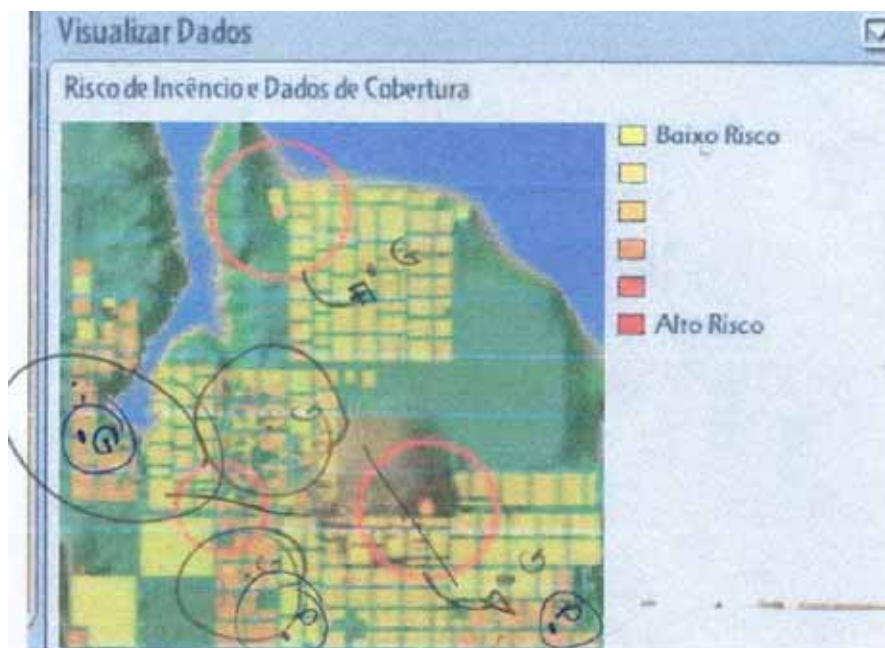 Visualizar Dados
Risco de Incêncio e Dados de Cobertura
Baixo Risco
Alto Risco
G
G
G
G
P
P